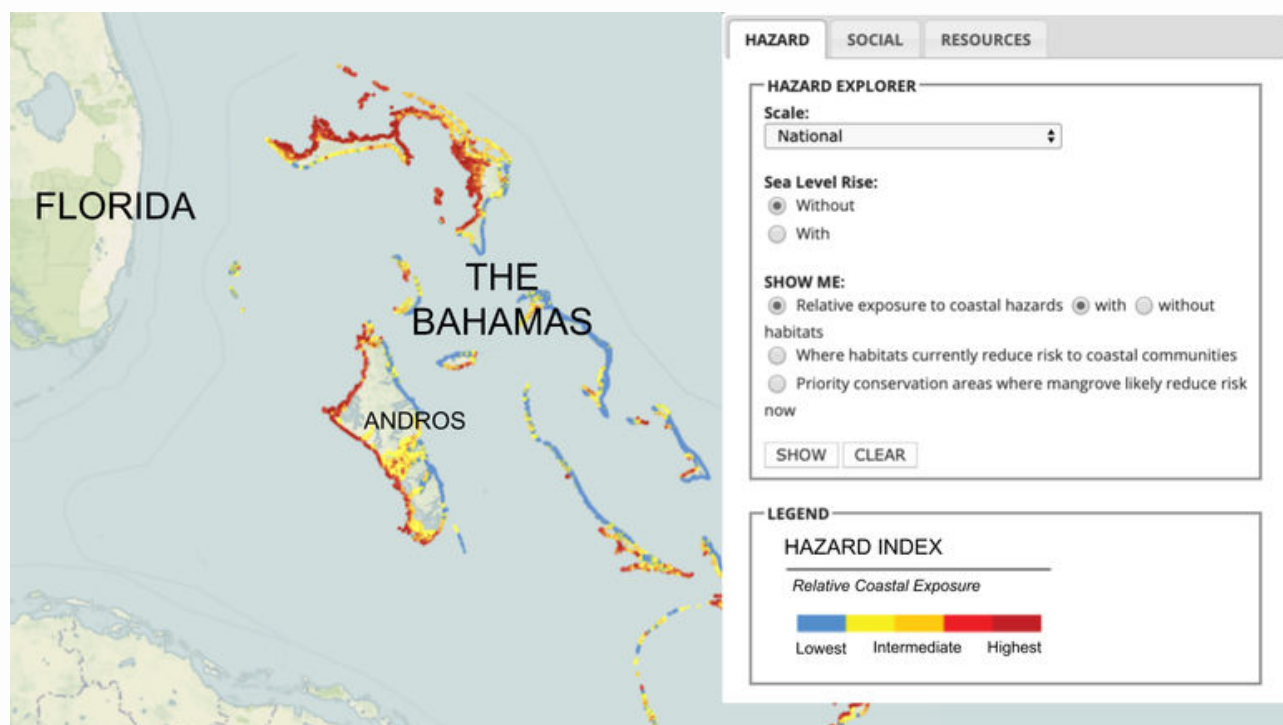 FLORIDA
THE
BAHAMAS
ANDROS
HAZARD
SOCIAL
RESOURCES
HAZARD EXPLORER
Scale:
National
Sea Level Rise:
Without
With
SHOW ME:
Relative exposure to coastal hazards with without
habitats
Where habitats currently reduce risk to coastal communities
Priority conservation areas where mangrove likely reduce risk
now
SHOW CLEAR
LEGEND
HAZARD INDEX
Relative Coastal Exposure
Lowest Intermediate Highest